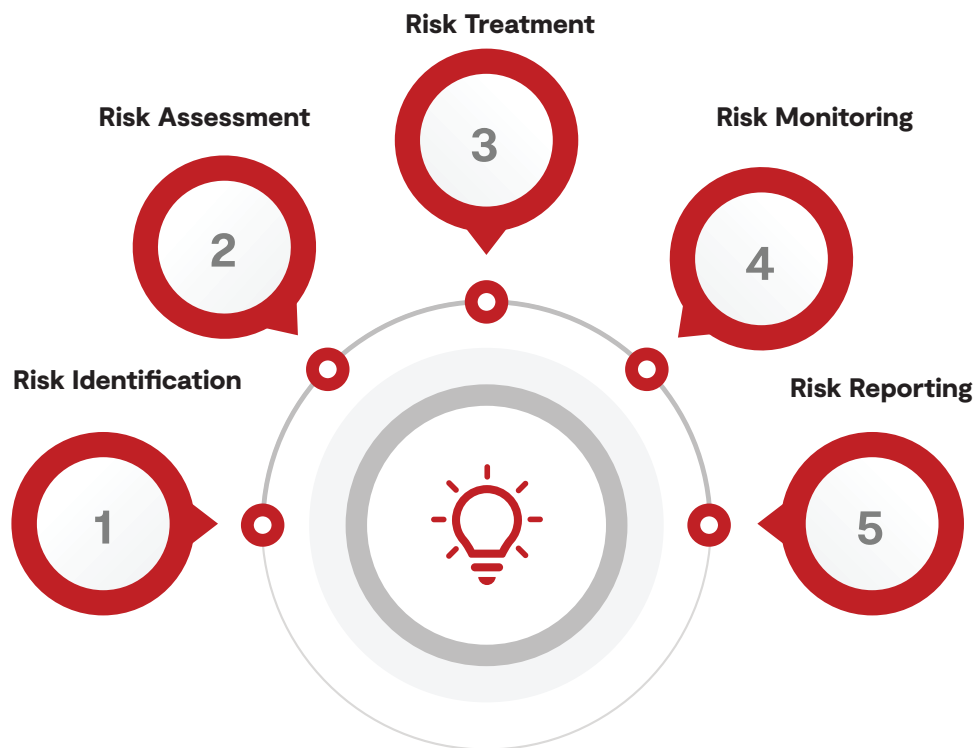 Risk Treatment
3
Risk Assessment
2
Risk Monitoring
4
Risk Identification
1
Risk Reporting
5